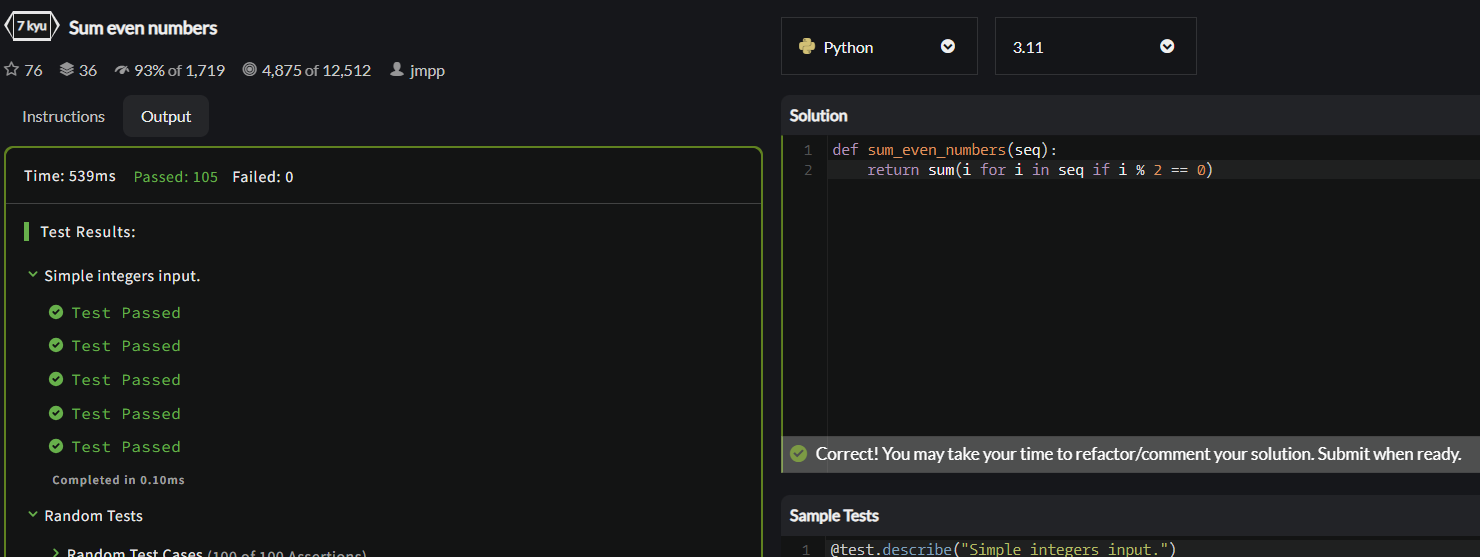 7 kyu Sum even numbers
76 36 93% of 1,719 4,875 of 12,512 jmpp
Instructions Output
Time: 539ms Passed: 105 Failed: 0
Test Results:
Simple integers input.
Test Passed
Test Passed
Test Passed
Test Passed
Test Passed
Completed in 0.10ms
Random Tests
Random Test Cases (100 of 100 Assertions)
Python 3.11
Solution
1 def sum_even_numbers(seq):
2 return sum(i for i in seq if i % 2 == 0)
Correct! You may take your time to refactor/comment your solution. Submit when ready.
Sample Tests
1 @test.describe("Simple integers input.")